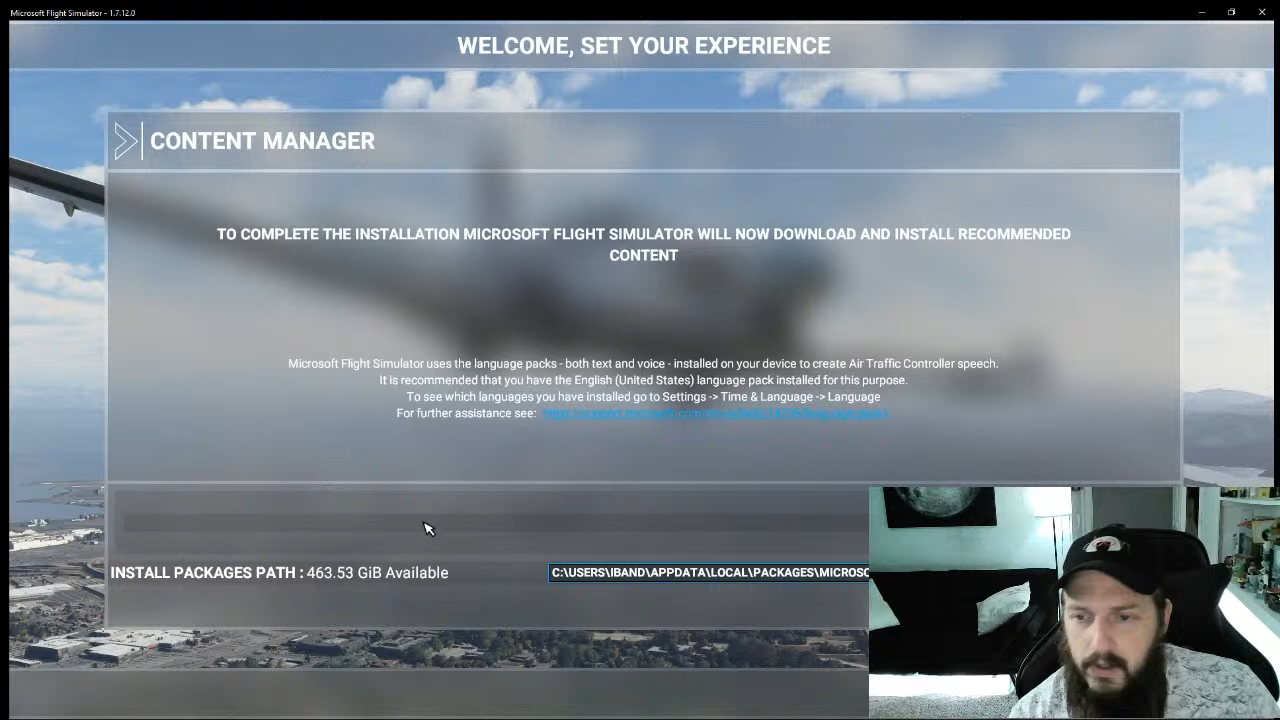 Microsoft Flight Simulator - 1.7.12.0
WELCOME, SET YOUR EXPERIENCE
CONTENT MANAGER
TO COMPLETE THE INSTALLATION MICROSOFT FLIGHT SIMULATOR WILL NOW DOWNLOAD AND INSTALL RECOMMENDED
CONTENT
Microsoft Flight Simulator uses the language packs - both text and voice - installed on your device to create Air Traffic Controller speech.
It is recommended that you have the English (United States) language pack installed for this purpose.
To see which languages you have installed go to Settings -> Time & Language -> Language
For further assistance see:
INSTALL PACKAGES PATH : 463.53 GiB Available
C:\USERS\IBAND\APPDATA\LOCAL\PACKAGES\MICROSO